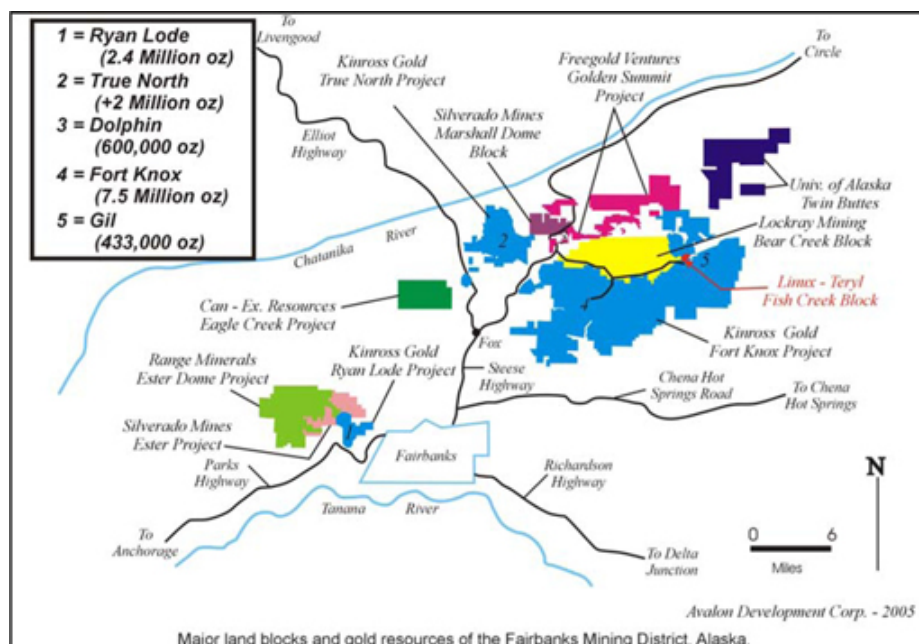 1 = Ryan Lode
(2.4 Million oz)
2 = True North
(+2 Million oz)
3 = Dolphin
(600,000 oz)
4 = Fort Knox
(7.5 Million oz)
5 = Gil
(433,000 oz)
To
Livengood
Kinross Gold
True North Project
Freegold Ventures
Golden Summit
Project
To
Circle
Silverado Mines
Marshall Dome
Block
Elliot
Highway
Univ. of Alaska
Twin Buttes
Lockray Mining
Bear Creek Block
2
5
4
Chatanika
River
Linux - Teryl
Fish Creek Block
Can - Ex. Resources
Eagle Creek Project
Fox
Kinross Gold
Fort Knox Project
Range Minerals
Ester Dome Project
Kinross Gold
Ryan Lode Project
Steese
Highway
Chena Hot
Springs Road
To Chena
Hot Springs
Silverado Mines
Ester Project
1
Fairbanks
Parks
Highway
Richardson
Highway
N
Tanana
River
To
Anchorage
To Delta
Junction
0 6
Miles
Avalon Development Corp. - 2005
Major land blocks and gold resources of the Fairbanks Mining District, Alaska.